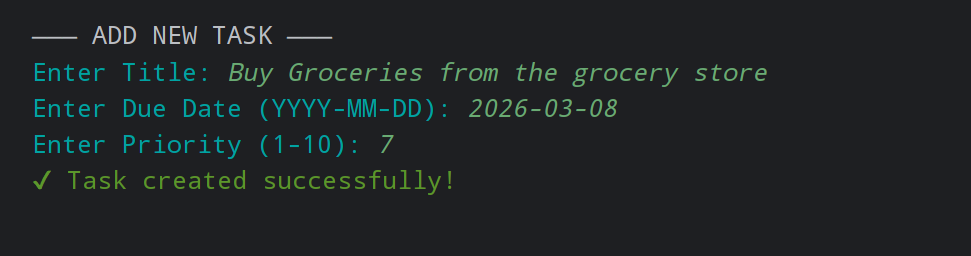 —— ADD NEW TASK ——
Enter Title: Buy Groceries from the grocery store
Enter Due Date (YYYY-MM-DD): 2026-03-08
Enter Priority (1-10): 7
✓ Task created successfully!